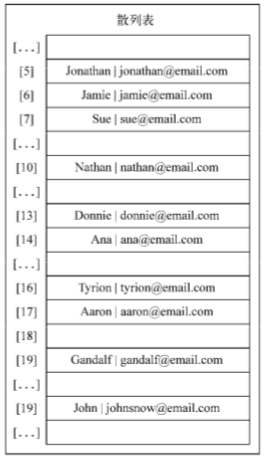 散列表
[...]
[5] Jonathan | jonathan@email.com
[6] Jamie | jamie@email.com
[7] Sue | sue@email.com
[...]
[10] Nathan | nathan@email.com
[...]
[13] Donnie | donnie@email.com
[14] Ana | ana@email.com
[...]
[16] Tyrion | tyrion@email.com
[17] Aaron | aaron@email.com
[18]
[19] Gandalf | gandalf@email.com
[...]
[19] John | johnsnow@email.com
[...]